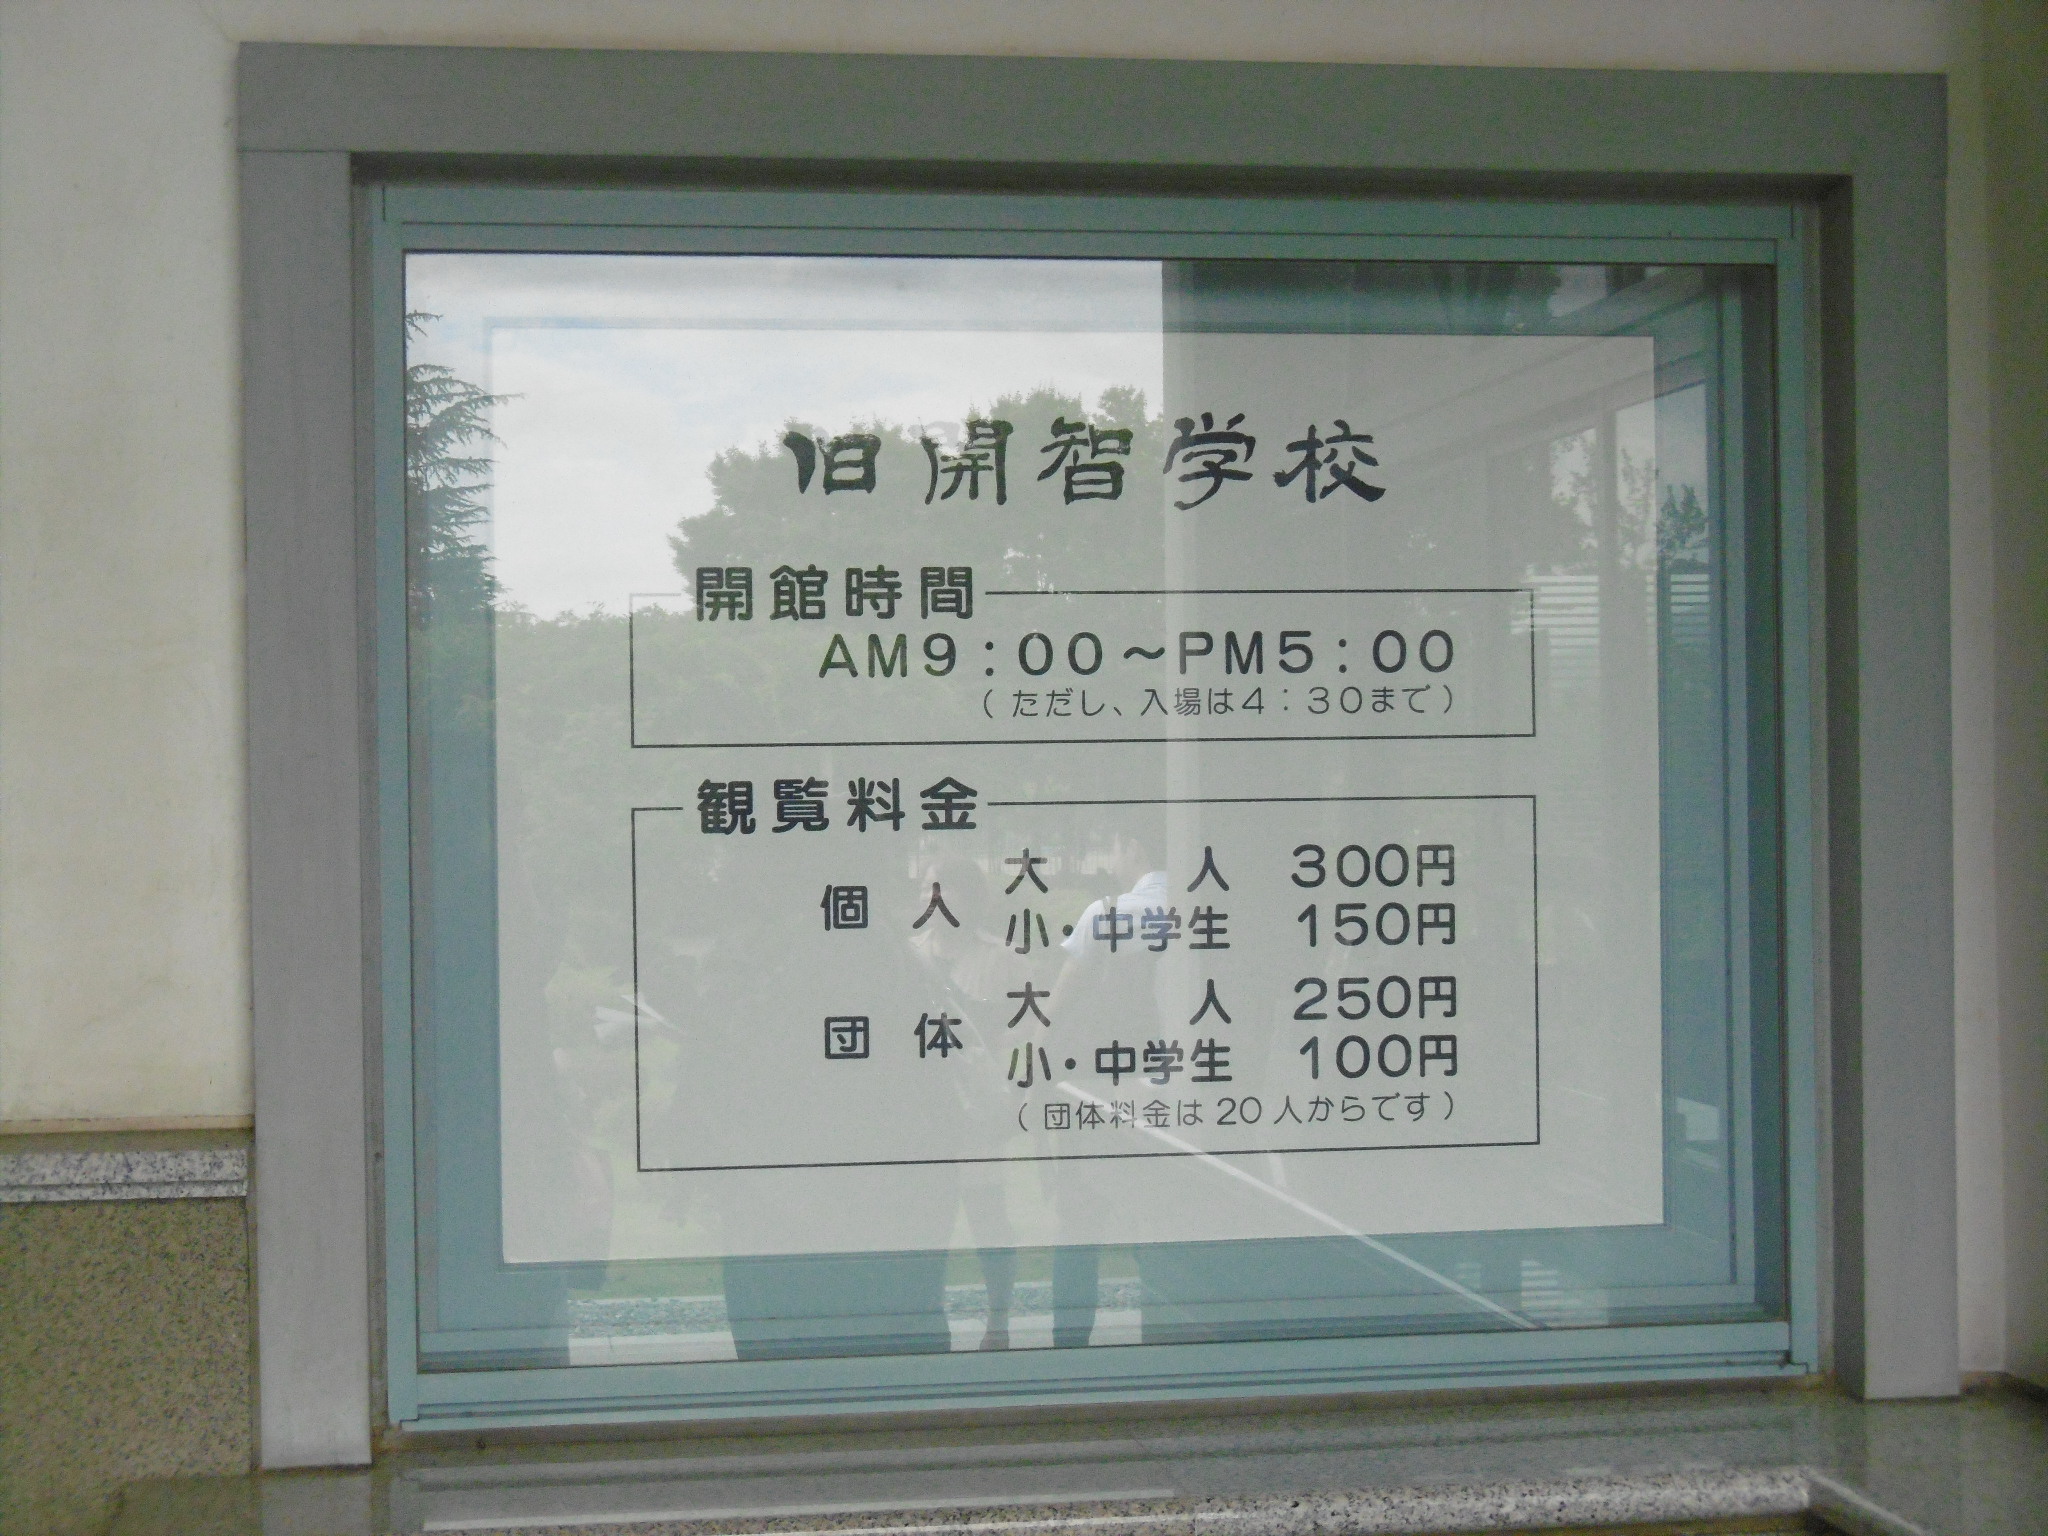 旧開智学校
開館時間
AM9:00～PM5:00
(ただし、入場は4:30まで)
観覧料金
個人 大人 300円
小・中学生 150円
団体 大人 250円
小・中学生 100円
(団体料金は20人からです)